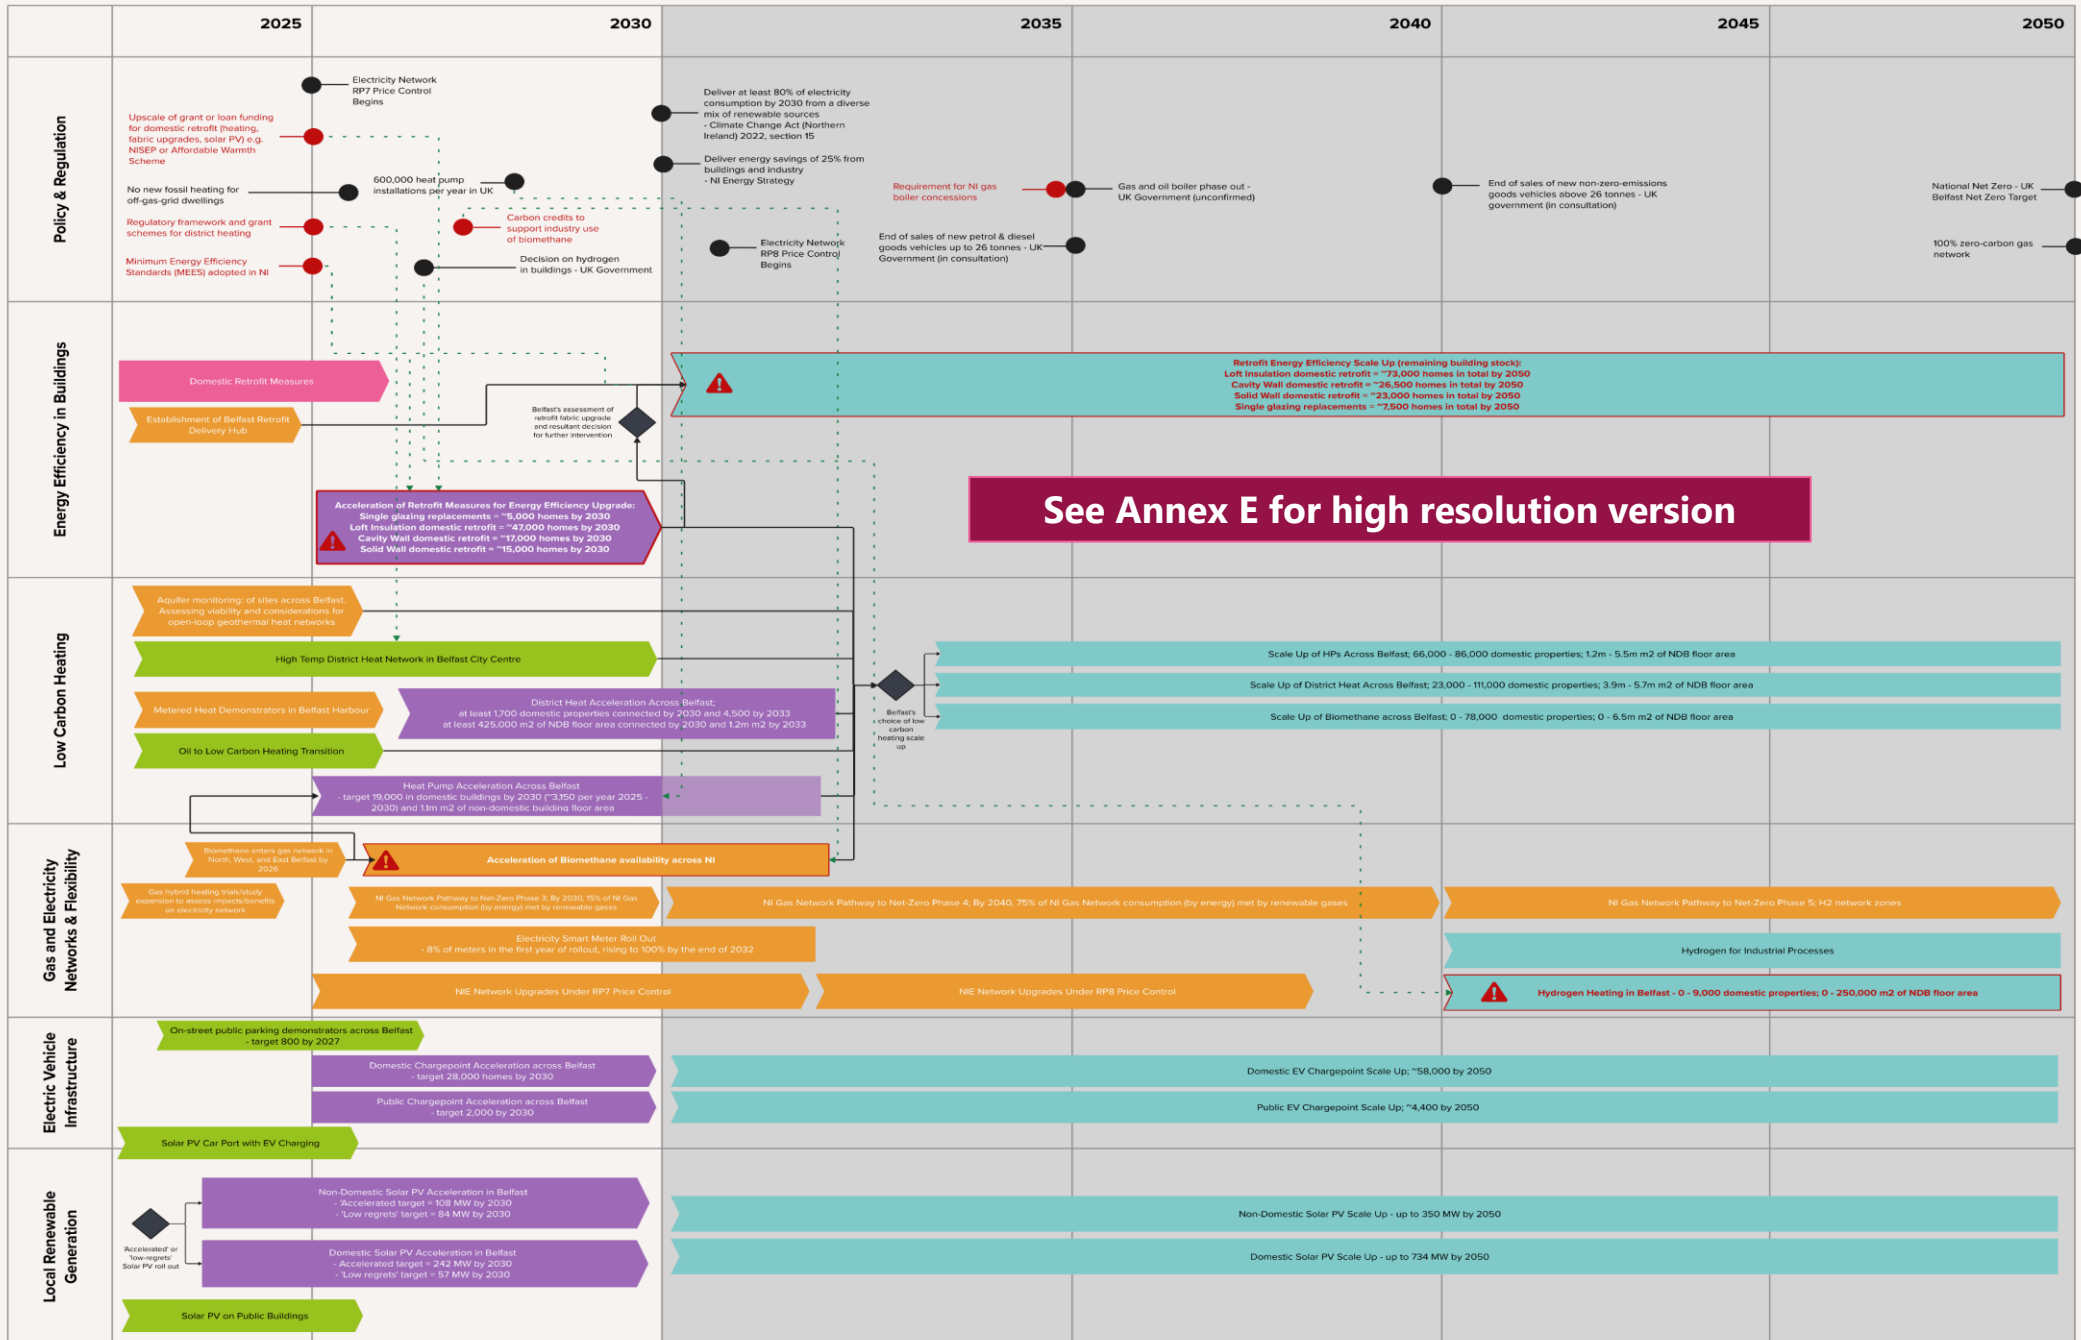 2025
2030
2035
2040
2045
2050
Policy & Regulation
Electricity Network
RP7 Price Control
Begins
Upscale of grant or loan funding
for domestic retrofit (heating,
fabric upgrades, solar PV) e.g.
NISEP or Affordable Warmth
Scheme
No new fossil heating for
off-gas-grid dwellings
Regulatory framework and grant
schemes for district heating
Minimum Energy Efficiency
Standards (MEES) adopted in NI
600,000 heat pump
installations per year in UK
Carbon credits to
support industry use
of biomethane
Decision on hydrogen
in buildings - UK Government
Deliver at least 80% of electricity
consumption by 2030 from a diverse
mix of renewable sources
- Climate Change Act (Northern
Ireland) 2022, section 15
Deliver energy savings of 25% from
buildings and industry
- NI Energy Strategy
Electricity Network
RP8 Price Control
Begins
Requirement for NI gas
boiler concessions
Gas and oil boiler phase out -
UK Government (unconfirmed)
End of sales of new petrol & diesel
goods vehicles up to 26 tonnes - UK
Government (in consultation)
End of sales of new non-zero-emissions
goods vehicles above 26 tonnes - UK
government (in consultation)
National Net Zero - UK
Belfast Net Zero Target
100% zero-carbon gas
network
Energy Efficiency in Buildings
Domestic Retrofit Measures
Establishment of Belfast Retrofit
Delivery Hub
Belfast's assessment of
retrofit fabric upgrade
and resultant decision
for further intervention
Retrofit Energy Efficiency Scale Up (remaining building stock):
Loft Insulation domestic retrofit = ~73,000 homes in total by 2050
Cavity Wall domestic retrofit = ~26,500 homes in total by 2050
Solid Wall domestic retrofit = ~23,000 homes in total by 2050
Single glazing replacements = ~7,500 homes in total by 2050
See Annex E for high resolution version
Acceleration of Retrofit Measures for Energy Efficiency Upgrade:
Single glazing replacements = ~5,000 homes by 2030
Loft Insulation domestic retrofit = ~47,000 homes by 2030
Cavity Wall domestic retrofit = ~17,000 homes by 2030
Solid Wall domestic retrofit = ~15,000 homes by 2030
Low Carbon Heating
Aquifer monitoring: of sites across Belfast.
Assessing viability and considerations for
open-loop geothermal heat networks
High Temp District Heat Network in Belfast City Centre
Metered Heat Demonstrators in Belfast Harbour
District Heat Acceleration Across Belfast;
at least 1,700 domestic properties connected by 2030 and 4,500 by 2033
at least 425,000 m2 of NDB floor area connected by 2030 and 1.2m m2 by 2033
Oil to Low Carbon Heating Transition
Heat Pump Acceleration Across Belfast
- target 19,000 in domestic buildings by 2030 (~3,150 per year 2025 -
2030) and 1.1m m2 of non-domestic building floor area
Belfast's
choice of low
carbon
heating scale
up
Scale Up of HPs Across Belfast; 66,000 - 86,000 domestic properties; 1.2m - 5.5m m2 of NDB floor area
Scale Up of District Heat Across Belfast; 23,000 - 111,000 domestic properties; 3.9m - 5.7m m2 of NDB floor area
Scale Up of Biomethane across Belfast; 0 - 78,000 domestic properties; 0 - 6.5m m2 of NDB floor area
Gas and Electricity
Networks & Flexibility
Biomethane enters gas network in
North, West, and East Belfast by
2026
Acceleration of Biomethane availability across NI
Gas hybrid heating trials/study
expansion to assess impacts/benefits
on electricity network
NI Gas Network Pathway to Net-Zero Phase 3; By 2030, 15% of NI Gas
Network consumption (by energy) met by renewable gases
NI Gas Network Pathway to Net-Zero Phase 4; By 2040, 75% of NI Gas Network consumption (by energy) met by renewable gases
NI Gas Network Pathway to Net-Zero Phase 5; H2 network zones
Electricity Smart Meter Roll Out
- 8% of meters in the first year of rollout, rising to 100% by the end of 2032
Hydrogen for Industrial Processes
NIE Network Upgrades Under RP7 Price Control
NIE Network Upgrades Under RP8 Price Control
Hydrogen Heating in Belfast - 0 - 9,000 domestic properties; 0 - 250,000 m2 of NDB floor area
Electric Vehicle
Infrastructure
On-street public parking demonstrators across Belfast
- target 800 by 2027
Domestic Chargepoint Acceleration across Belfast
- target 28,000 homes by 2030
Domestic EV Chargepoint Scale Up; ~58,000 by 2050
Public Chargepoint Acceleration across Belfast
- target 2,000 by 2030
Public EV Chargepoint Scale Up; ~4,400 by 2050
Solar PV Car Port with EV Charging
Local Renewable
Generation
'Accelerated' or
'low-regrets'
Solar PV roll out
Non-Domestic Solar PV Acceleration in Belfast
- 'Accelerated target = 108 MW by 2030
- 'Low regrets' target = 84 MW by 2030
Non-Domestic Solar PV Scale Up - up to 350 MW by 2050
Domestic Solar PV Acceleration in Belfast
- Accelerated target = 242 MW by 2030
- 'Low regrets' target = 57 MW by 2030
Domestic Solar PV Scale Up - up to 734 MW by 2050
Solar PV on Public Buildings